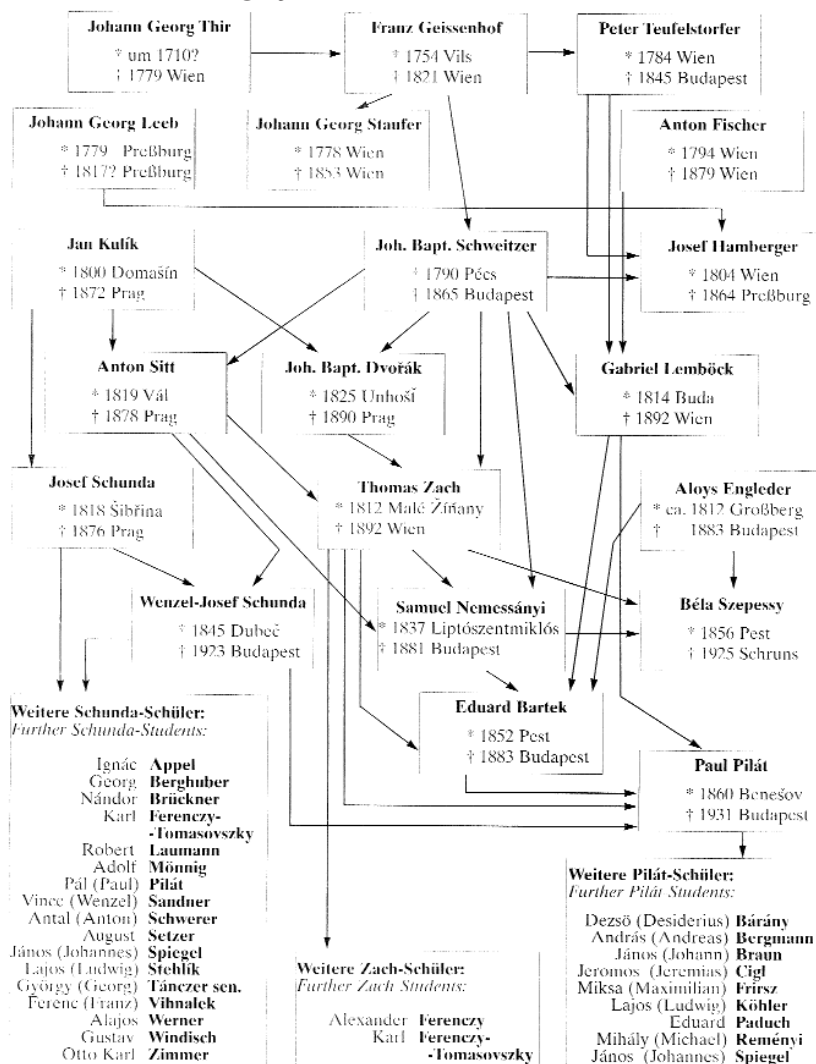 Johann Georg Thir
* um 1710?
† 1779 Wien
Franz Geissenhof
* 1754 Vils
† 1821 Wien
Peter Teufelstorfer
* 1784 Wien
† 1845 Budapest
Johann Georg Leeb
* 1779 Preßburg
† 1817? Preßburg
Johann Georg Staufer
* 1778 Wien
† 1853 Wien
Anton Fischer
* 1794 Wien
† 1879 Wien
Jan Kulík
* 1800 Domašín
† 1872 Prag
Joh. Bapt. Schweitzer
* 1790 Pécs
† 1865 Budapest
Josef Hamberger
* 1804 Wien
† 1864 Preßburg
Anton Sitt
* 1819 Vál
† 1878 Prag
Joh. Bapt. Dvořák
* 1825 Unhošť
† 1890 Prag
Gabriel Lemböck
* 1814 Buda
† 1892 Wien
Josef Schunda
* 1818 Šibřina
† 1876 Prag
Thomas Zach
* 1812 Malé Žíňany
† 1892 Wien
Aloys Engleder
* ca. 1812 Großberg
† 1883 Budapest
Wenzel-Josef Schunda
* 1845 Dubeč
† 1923 Budapest
Samuel Nemessányi
* 1837 Liptószentmiklós
† 1881 Budapest
Béla Szepessy
* 1856 Pest
† 1925 Schruns
Eduard Bartek
* 1852 Pest
† 1883 Budapest
Paul Pilát
* 1860 Benešov
† 1931 Budapest
Weitere Schunda-Schüler:
Further Schunda-Students:
Ignác Appel
Georg Berghuber
Nándor Brückner
Karl Ferenczy-
-Tomasovszky
Robert Laumann
Adolf Mönnig
Pál (Paul) Pilát
Vinec (Wenzel) Sandner
Antal (Anton) Schwerer
August Setzer
János (Johannes) Spiegel
Lajos (Ludwig) Stehlík
György (Georg) Tánczer sen.
Ferenc (Franz) Vihnalek
Alajos Werner
Gustav Windisch
Otto Karl Zimmer
Weitere Zach-Schüler:
Further Zach Students:
Alexander Ferenczy
Karl Ferenczy-
-Tomasovszky
Weitere Pilát-Schüler:
Further Pilát Students:
Dezsö (Desiderius) Bárány
András (Andreas) Bergmann
János (Johann) Braun
Jeromos (Jeremias) Cigl
Miksa (Maximilian) Frirsz
Lajos (Ludwig) Köhler
Eduard Paduch
Mihály (Michael) Reményi
János (Johannes) Spiegel